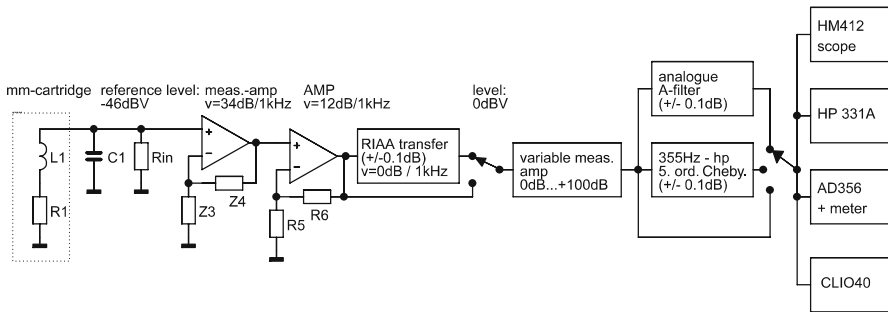 mm-cartridge
reference level:
-46dBV
meas.-amp
v=34dB/1kHz
AMP
v=12dB/1kHz
level:
0dBV
HM412
scope
HP 331A
AD356
+ meter
CLIO40
L1
R1
C1
Rin
+
−
Z4
Z3
+
−
R6
R5
RIAA transfer
(+/-0.1dB)
v=0dB / 1kHz
variable meas.
amp
0dB...+100dB
analogue
A-filter
(+/- 0.1dB)
355Hz - hp
5. ord. Cheby.
(+/- 0.1dB)